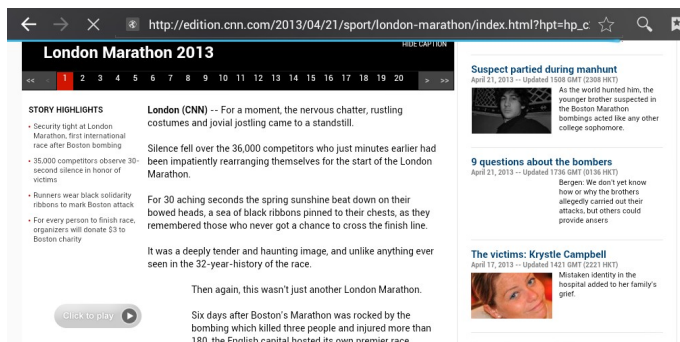 http://edition.cnn.com/2013/04/21/sport/london-marathon/index.html?hpt=hp_c
London Marathon 2013
HIDE CAPTION
<< < 1 2 3 4 5 6 7 8 9 10 11 12 13 14 15 16 17 18 19 20 > >>
STORY HIGHLIGHTS
• Security tight at London
Marathon, first international
race after Boston bombing
• 35,000 competitors observe 30-
second silence in honor of
victims
• Runners wear black solidarity
ribbons to mark Boston attack
• For every person to finish race,
organizers will donate $3 to
Boston charity
Click to play
London (CNN) -- For a moment, the nervous chatter, rustling
costumes and jovial jostling came to a standstill.
Silence fell over the 36,000 competitors who just minutes earlier had
been impatiently rearranging themselves for the start of the London
Marathon.
For 30 aching seconds the spring sunshine beat down on their
bowed heads, a sea of black ribbons pinned to their chests, as they
remembered those who never got a chance to cross the finish line.
It was a deeply tender and haunting image, and unlike anything ever
seen in the 32-year-history of the race.
Then again, this wasn't just another London Marathon.
Six days after Boston's Marathon was rocked by the
bombing which killed three people and injured more than
180, the English capital hosted its own premier race
Suspect partied during manhunt
April 21, 2013 -- Updated 1508 GMT (2308 HKT)
As the world hunted him, the
younger brother suspected in
the Boston Marathon
bombings acted like any other
college sophomore.
9 questions about the bombers
April 21, 2013 -- Updated 1736 GMT (0136 HKT)
Bergen: We don't yet know
how or why the brothers
allegedly carried out their
attacks, but others could
provide ansers
The victims: Krystle Campbell
April 17, 2013 -- Updated 1421 GMT (2221 HKT)
Mistaken identity in the
hospital added to her family's
grief.